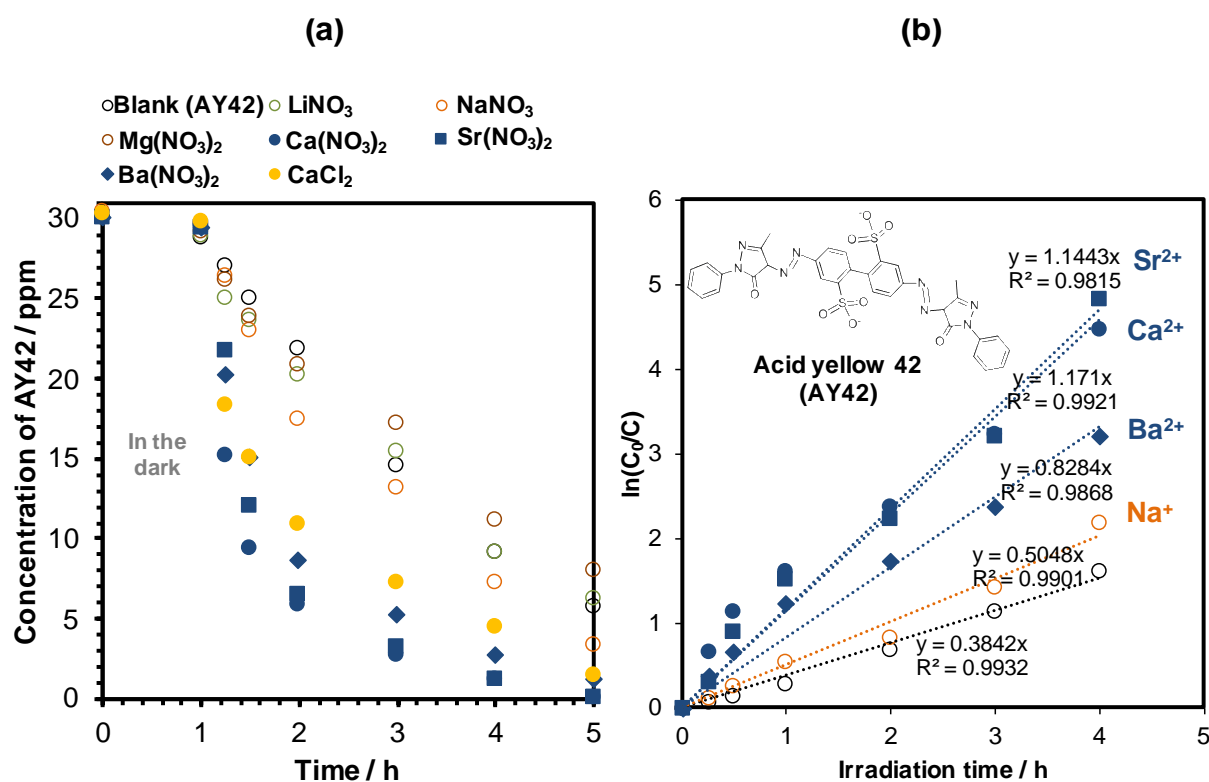 (a)
Blank (AY42) LiNO₃ NaNO₃
Mg(NO₃)₂ Ca(NO₃)₂ Sr(NO₃)₂
Ba(NO₃)₂ CaCl₂
Concentration of AY42 / ppm
30
25
20
15
10
5
0
In the
dark
0 1 2 3 4 5
Time / h
(b)
ln(C₀/C)
6
5
4
3
2
1
0
N N CH₃ O N N O O S O⁻
⁻O S O O N N CH₃ N N O
Acid yellow 42
(AY42)
y = 1.1443x
R² = 0.9815
Sr²⁺
Ca²⁺
y = 1.171x
R² = 0.9921
Ba²⁺
y = 0.8284x
R² = 0.9868
Na⁺
y = 0.5048x
R² = 0.9901
y = 0.3842x
R² = 0.9932
0 1 2 3 4 5
Irradiation time / h